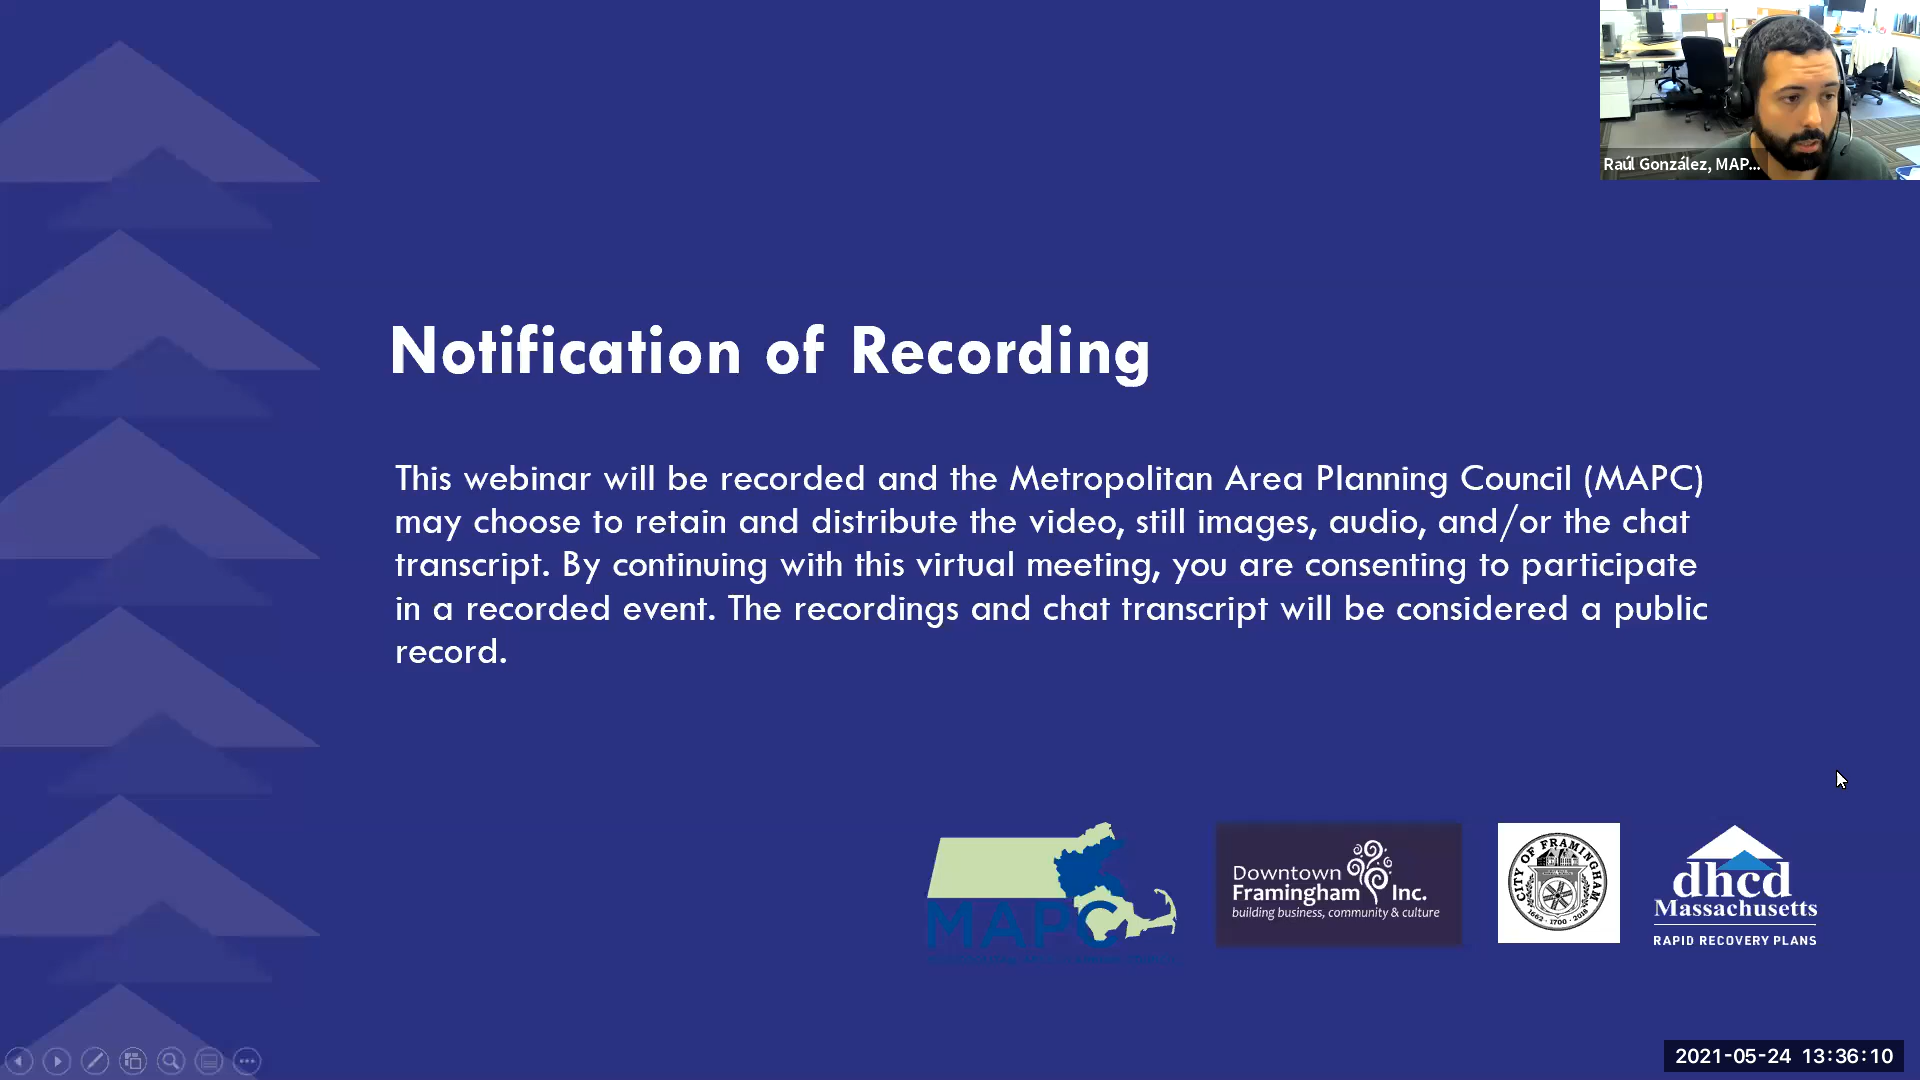 Raúl González, MAP...
Notification of Recording
This webinar will be recorded and the Metropolitan Area Planning Council (MAPC)
may choose to retain and distribute the video, still images, audio, and/or the chat
transcript. By continuing with this virtual meeting, you are consenting to participate
in a recorded event. The recordings and chat transcript will be considered a public
record.
MAPC
Downtown
Framingham Inc.
building business, community & culture
CITY OF FRAMINGHAM
1662 · 1700 · 2018
dhcd
Massachusetts
RAPID RECOVERY PLANS
2021-05-24 13:36:10